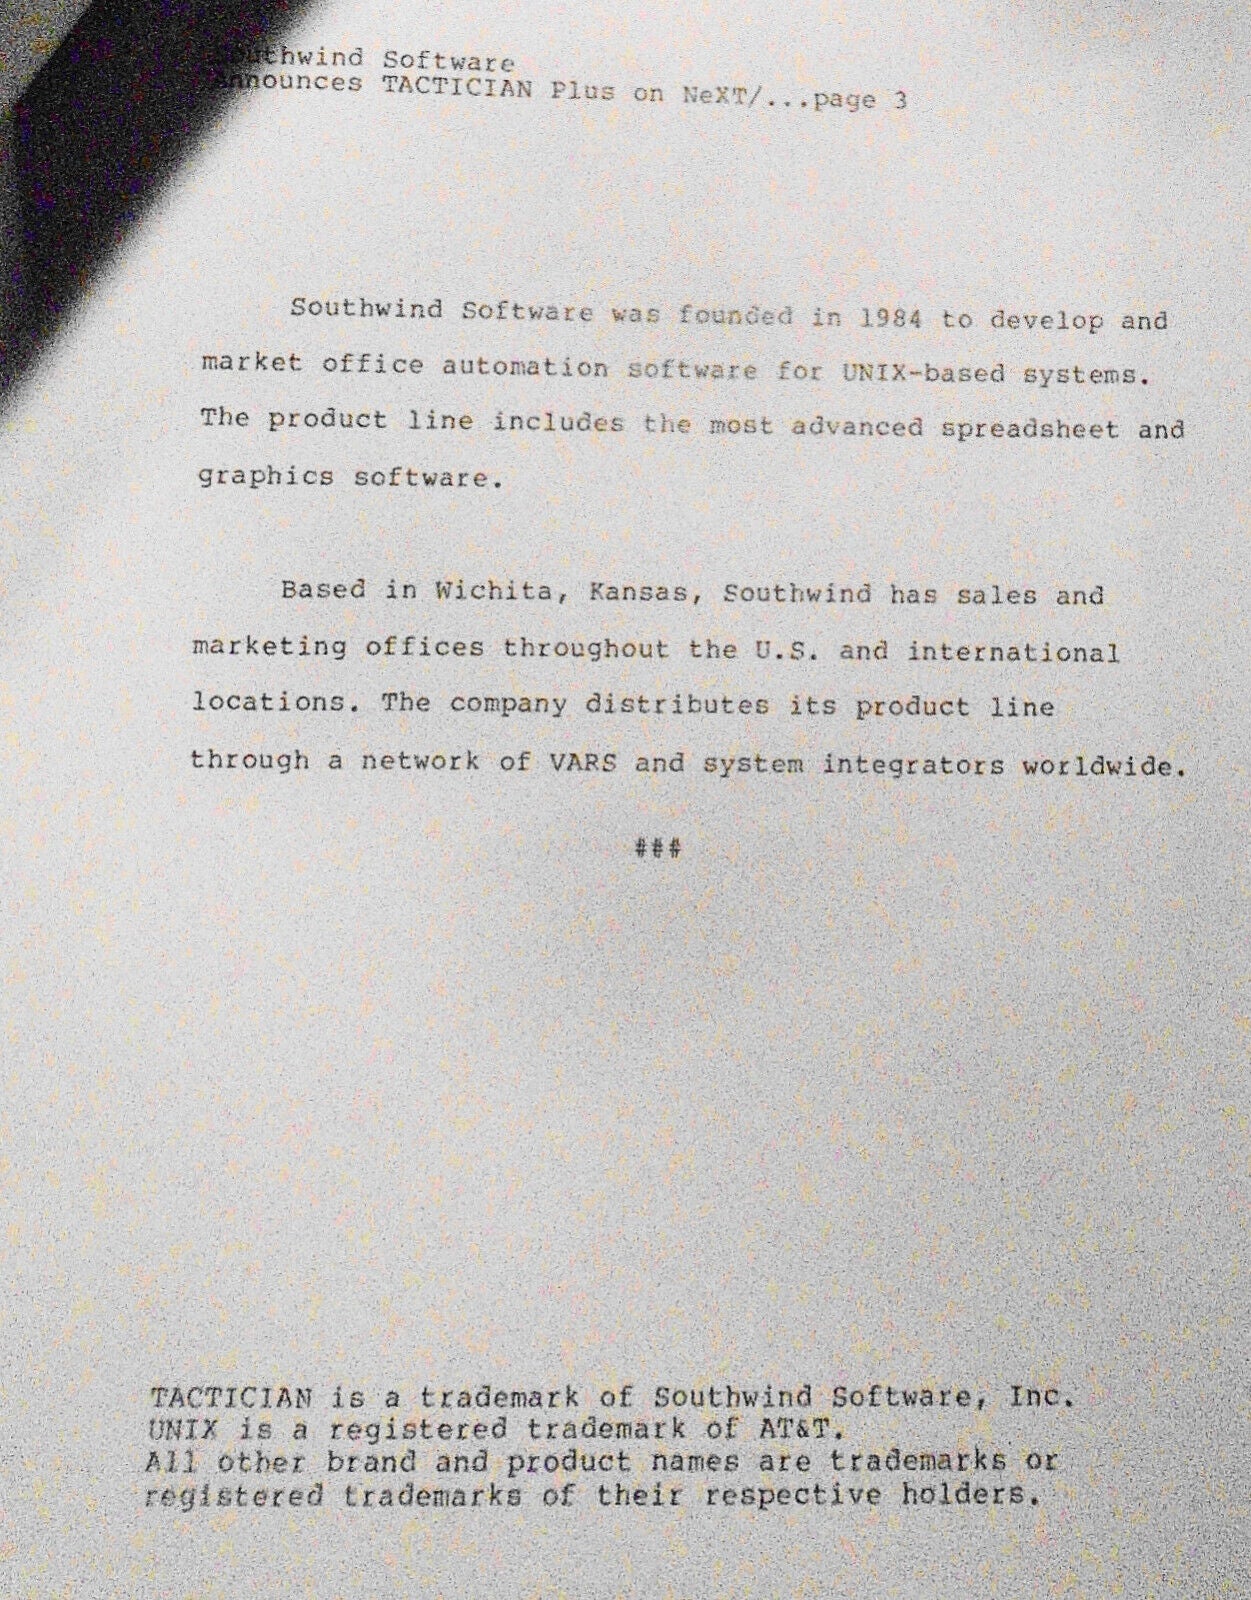 Southwind Software
Announces TACTICIAN Plus on NeXT/...page 3
Southwind Software was founded in 1984 to develop and
market office automation software for UNIX-based systems.
The product line includes the most advanced spreadsheet and
graphics software.
Based in Wichita, Kansas, Southwind has sales and
marketing offices throughout the U.S. and international
locations. The company distributes its product line
through a network of VARS and system integrators worldwide.
###
TACTICIAN is a trademark of Southwind Software, Inc.
UNIX is a registered trademark of AT&T.
All other brand and product names are trademarks or
registered trademarks of their respective holders.